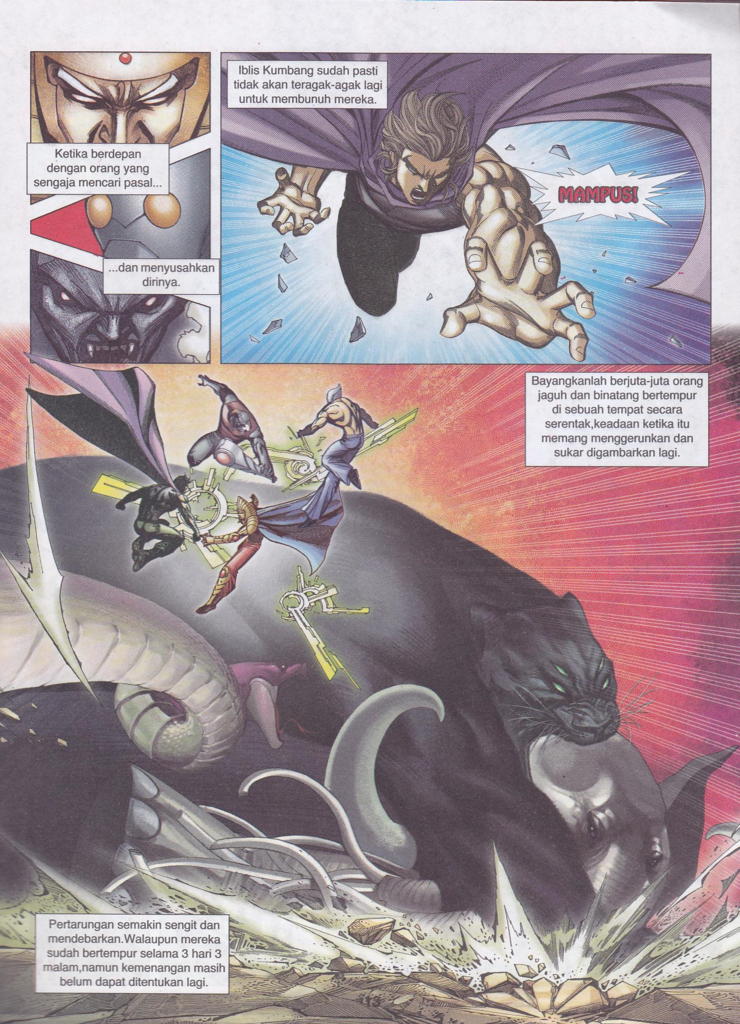 Ketika berdepan
dengan orang yang
sengaja mencari pasal...
...dan menyusahkan
dirinya.
Iblis Kumbang sudah pasti
tidak akan teragak-agak lagi
untuk membunuh mereka.
MAMPUS!
Bayangkanlah berjuta-juta orang
jaguh dan binatang bertempur
di sebuah tempat secara
serentak,keadaan ketika itu
memang menggerunkan dan
sukar digambarkan lagi.
Pertarungan semakin sengit dan
mendebarkan.Walaupun mereka
sudah bertempur selama 3 hari 3
malam,namun kemenangan masih
belum dapat ditentukan lagi.
13